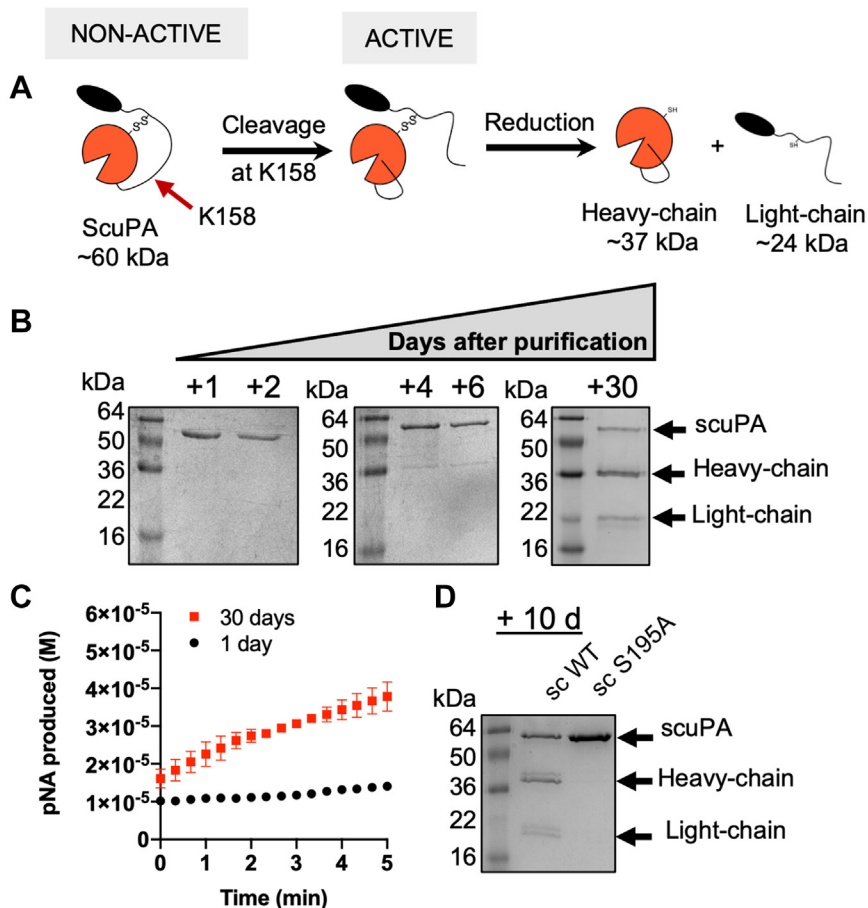 NON-ACTIVE
ACTIVE
A
S
S
Cleavage
at K158
K158
ScuPA
~60 kDa
S
S
Reduction
SH
Heavy-chain
~37 kDa
+
SH
Light-chain
~24 kDa
B
Days after purification
kDa
+1 +2
64
50
36
22
16
kDa
+4 +6
64
50
36
22
16
kDa
+30
64
50
36
22
16
scuPA
Heavy-chain
Light-chain
C
30 days
1 day
pNA produced (M)
6×10⁻⁵
5×10⁻⁵
4×10⁻⁵
3×10⁻⁵
2×10⁻⁵
1×10⁻⁵
0
0 1 2 3 4 5
Time (min)
D
+ 10 d
sc WT
sc S195A
kDa
64
50
36
22
16
scuPA
Heavy-chain
Light-chain